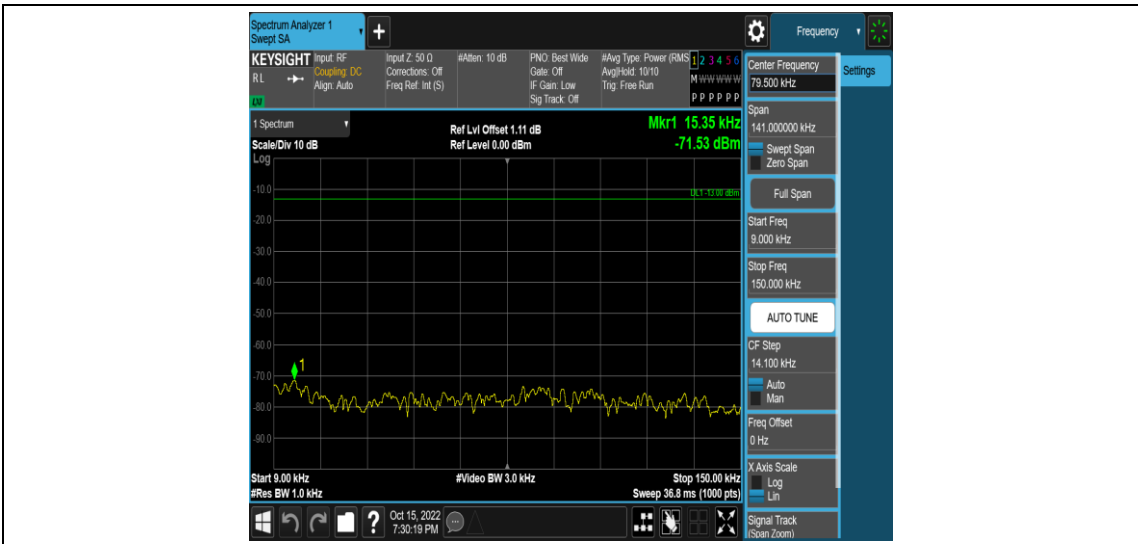 Spectrum Analyzer 1
Swept SA
Frequency
KEYSIGHT
RL
LXI
Input: RF
Coupling: DC
Align: Auto
Input Z: 50 Ω
Corrections: Off
Freq Ref: Int (S)
#Atten: 10 dB
PNO: Best Wide
Gate: Off
IF Gain: Low
Sig Track: Off
#Avg Type: Power (RMS
Avg|Hold: 10/10
Trig: Free Run
1 2 3 4 5 6
M W W W W W
P P P P P P
Center Frequency
79.500 kHz
Settings
Span
141.000000 kHz
Swept Span
Zero Span
Full Span
Start Freq
9.000 kHz
Stop Freq
150.000 kHz
AUTO TUNE
CF Step
14.100 kHz
Auto
Man
Freq Offset
0 Hz
X Axis Scale
Log
Lin
Signal Track
(Span Zoom)
1 Spectrum
Scale/Div 10 dB
Log
Ref Lvl Offset 1.11 dB
Ref Level 0.00 dBm
Mkr1 15.35 kHz
-71.53 dBm
DL1 -13.00 dBm
-10.0
-20.0
-30.0
-40.0
-50.0
-60.0
1
-70.0
-80.0
-90.0
Start 9.00 kHz
#Video BW 3.0 kHz
Stop 150.00 kHz
#Res BW 1.0 kHz
Sweep 36.8 ms (1000 pts)
?
Oct 15, 2022
7:30:19 PM